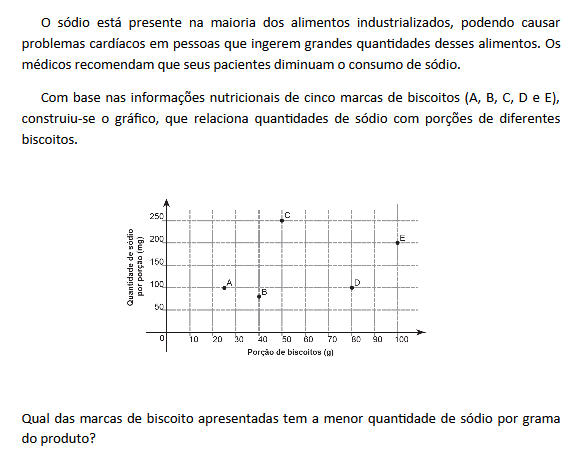 O sódio está presente na maioria dos alimentos industrializados, podendo causar
problemas cardíacos em pessoas que ingerem grandes quantidades desses alimentos. Os
médicos recomendam que seus pacientes diminuam o consumo de sódio.
Com base nas informações nutricionais de cinco marcas de biscoitos (A, B, C, D e E),
construiu-se o gráfico, que relaciona quantidades de sódio com porções de diferentes
biscoitos.
Quantidade de sódio
por porção (mg)
250
200
150
100
50
C
E
A
B
D
0 10 20 30 40 50 60 70 80 90 100
Porção de biscoitos (g)
Qual das marcas de biscoito apresentadas tem a menor quantidade de sódio por grama
do produto?